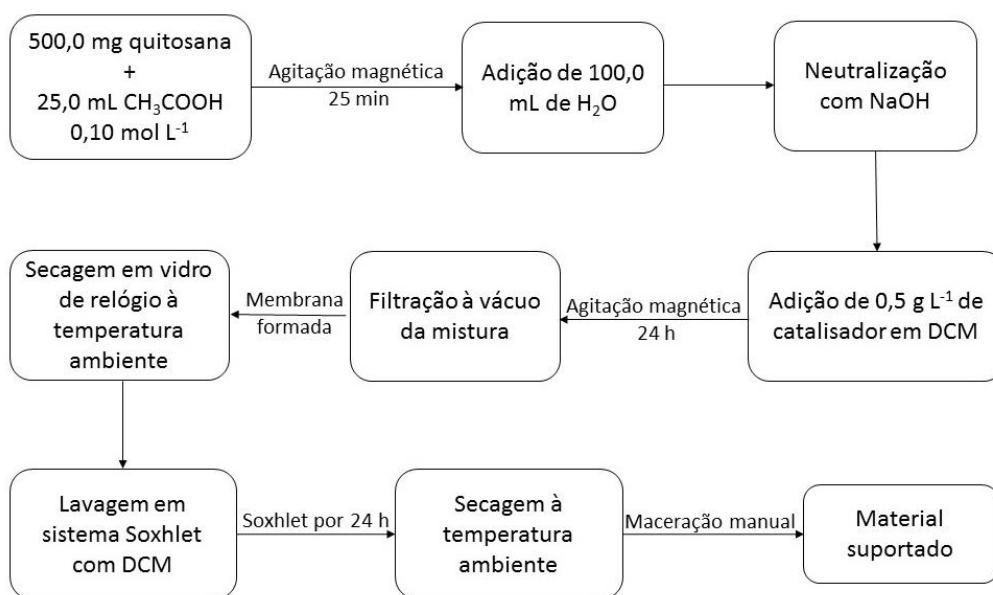 500,0 mg quitosana
+
25,0 mL CH₃COOH
0,10 mol L⁻¹
Agitação magnética
25 min
Adição de 100,0
mL de H₂O
Neutralização
com NaOH
Adição de 0,5 g L⁻¹ de
catalisador em DCM
Agitação magnética
24 h
Filtração à vácuo
da mistura
Membrana
formada
Secagem em vidro
de relógio à
temperatura
ambiente
Lavagem em
sistema Soxhlet
com DCM
Soxhlet por 24 h
Secagem à
temperatura
ambiente
Maceração manual
Material
suportado